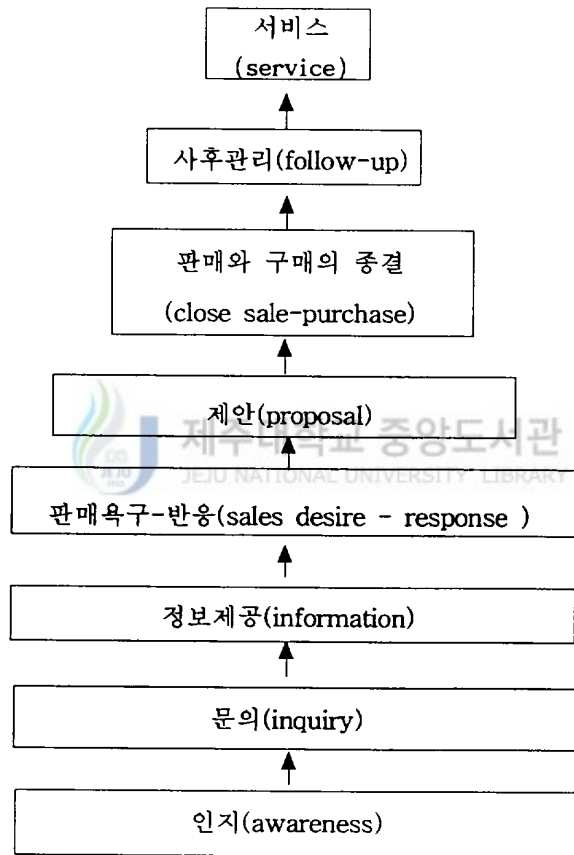 서비스
(service)
사후관리(follow-up)
판매와 구매의 종결
(close sale-purchase)
제안(proposal)
제주대학교 중앙도서관
JEJU NATIONAL UNIVERSITY LIBRARY
판매욕구-반응(sales desire - response )
정보제공(information)
문의(inquiry)
인지(awareness)